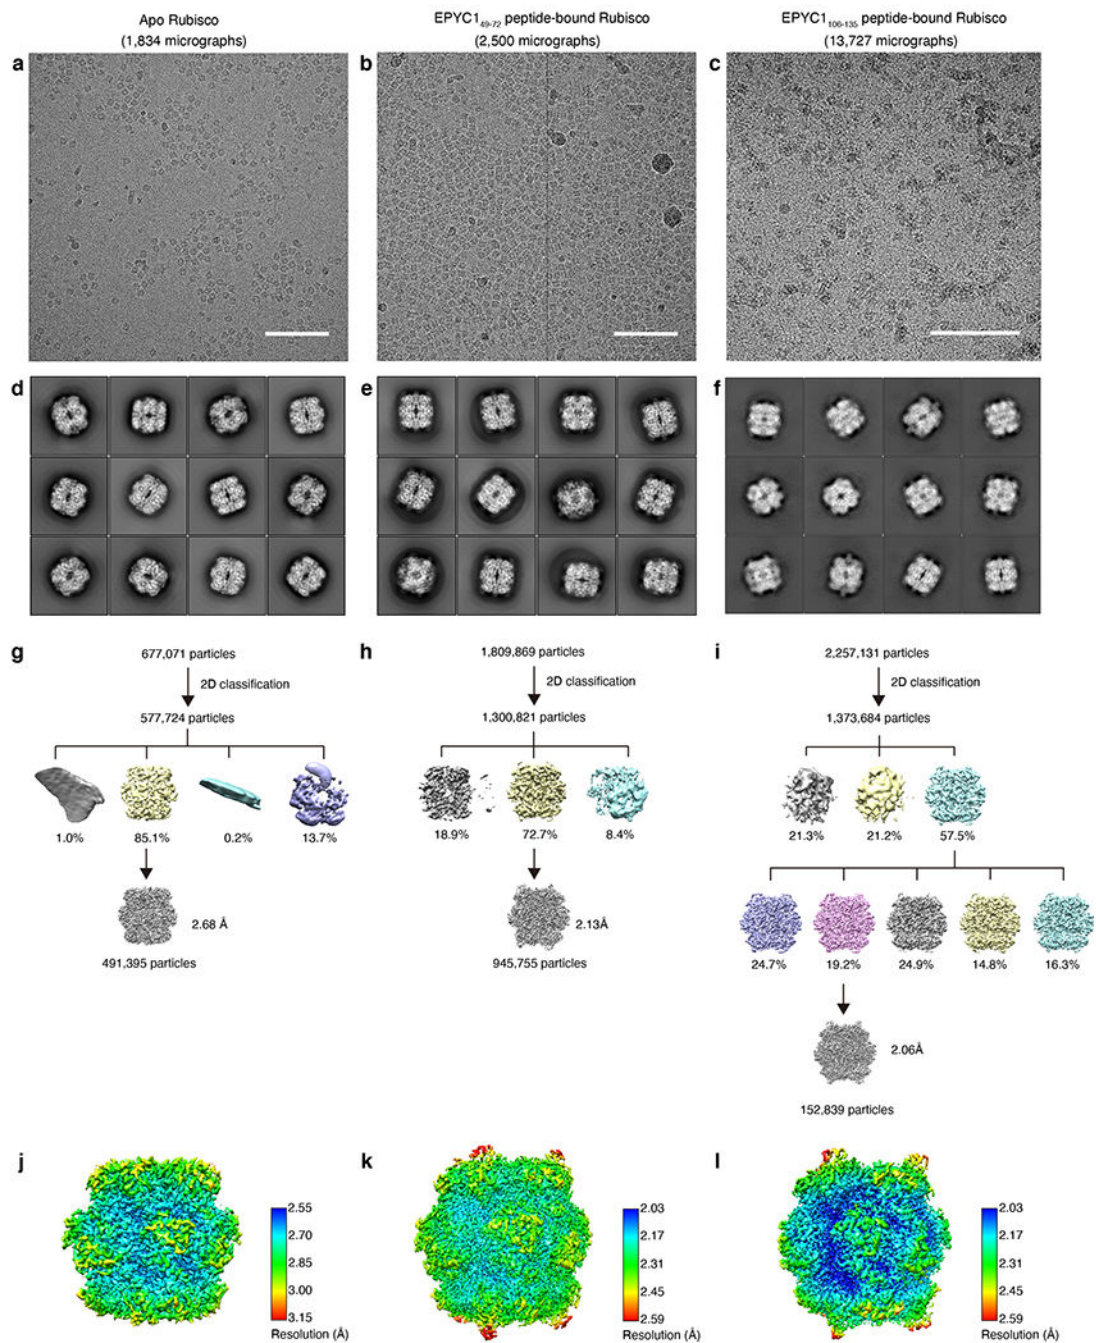 Apo Rubisco
(1,834 micrographs)
EPYC1₄₉₋₇₂ peptide-bound Rubisco
(2,500 micrographs)
EPYC1₁₀₆₋₁₃₅ peptide-bound Rubisco
(13,727 micrographs)
a
b
c
d
e
f
g
677,071 particles
2D classification
577,724 particles
1.0%
85.1%
0.2%
13.7%
2.68 Å
491,395 particles
h
1,809,869 particles
2D classification
1,300,821 particles
18.9%
72.7%
8.4%
2.13Å
945,755 particles
i
2,257,131 particles
2D classification
1,373,684 particles
21.3%
21.2%
57.5%
24.7%
19.2%
24.9%
14.8%
16.3%
2.06Å
152,839 particles
j
2.55
2.70
2.85
3.00
3.15
Resolution (Å)
k
2.03
2.17
2.31
2.45
2.59
Resolution (Å)
l
2.03
2.17
2.31
2.45
2.59
Resolution (Å)